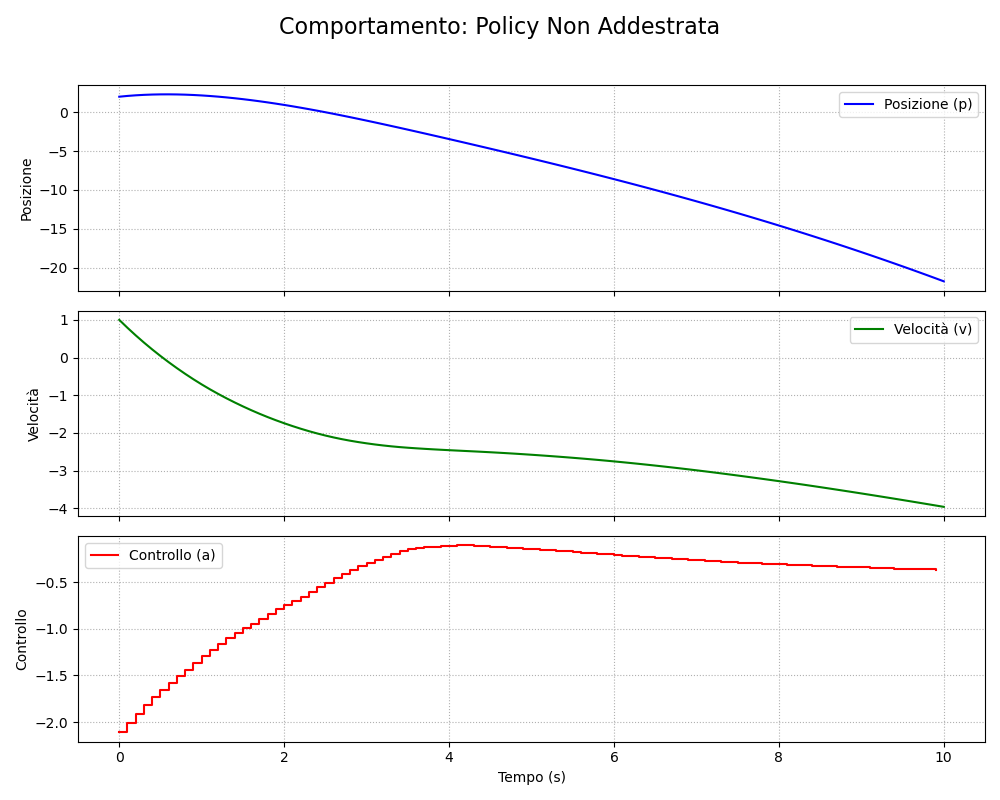 Comportamento: Policy Non Addestrata
Posizione (p)
Posizione
0
−5
−10
−15
−20
Velocità (v)
Velocità
1
0
−1
−2
−3
−4
Controllo (a)
Controllo
−0.5
−1.0
−1.5
−2.0
0 2 4 6 8 10
Tempo (s)